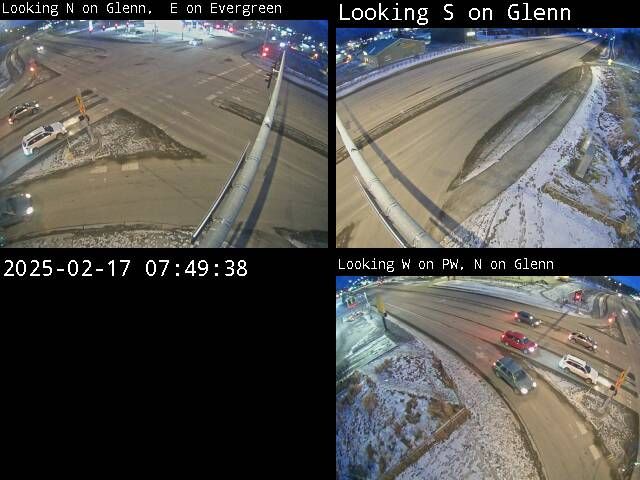 Looking N on Glenn,  E on Evergreen
Looking S on Glenn
2025-02-17 07:49:38
Looking W on PW, N on Glenn